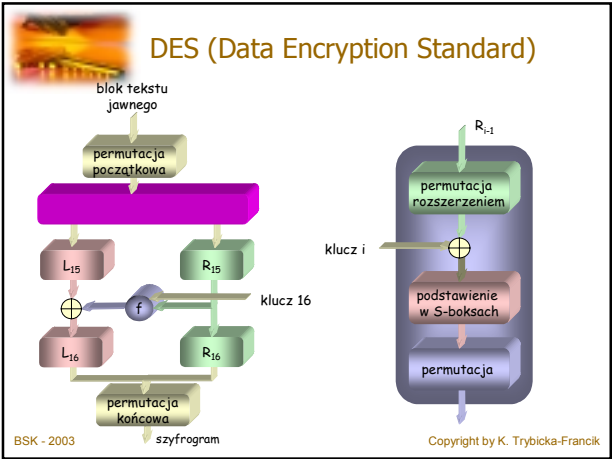 DES (Data Encryption Standard)
blok tekstu
jawnego
permutacja
początkowa
L15
R15
f
klucz 16
L16
R16
permutacja
końcowa
szyfrogram
Ri-1
permutacja
rozszerzeniem
klucz i
podstawienie
w S-boksach
permutacja
BSK - 2003
Copyright by K. Trybicka-Francik